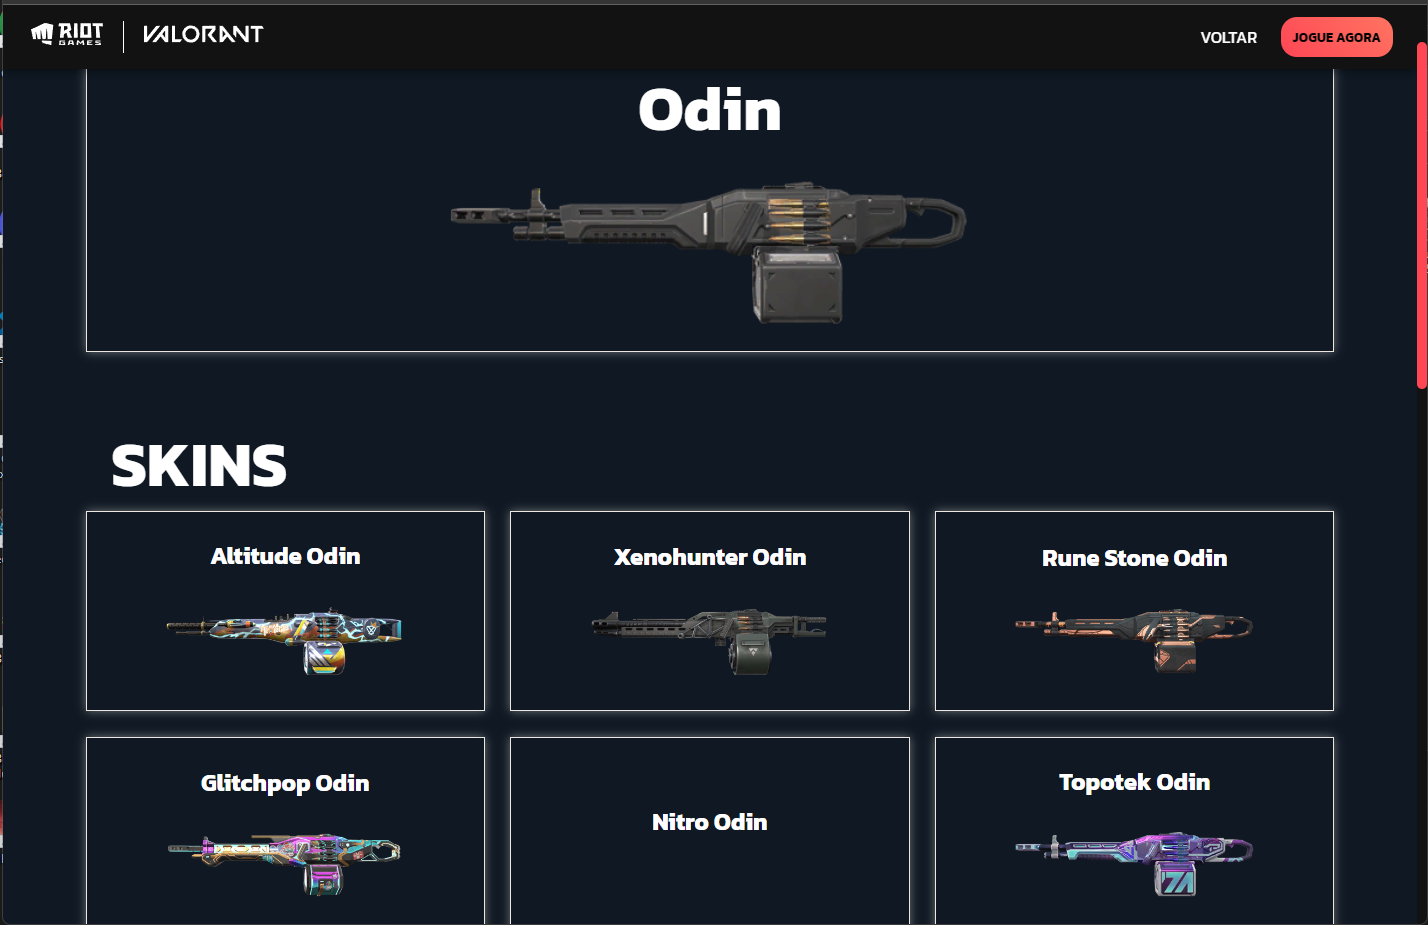 RIOT
GAMES
VALORANT
VOLTAR
JOGUE AGORA
Odin
SKINS
Altitude Odin
Xenohunter Odin
Rune Stone Odin
Glitchpop Odin
Nitro Odin
Topotek Odin